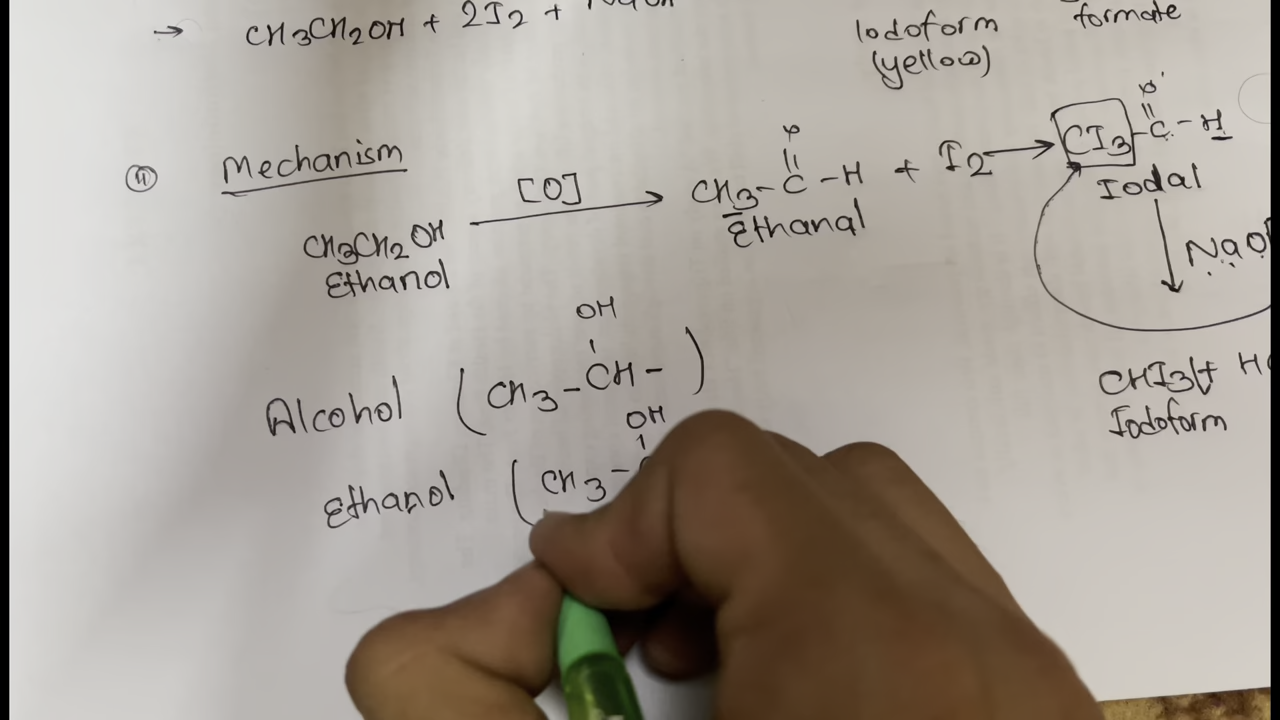 → CH3CH2OH + 2I2 +
Iodoform formate
(yellow)
(ii) Mechanism
CH3CH2OH [O] → CH3-C-H + I2 → CI3-C-H
Ethanol Ethanal Iodal
NaO
OH
Alcohol (CH3-CH-)
CHI3 +
Iodoform
OH
Ethanol (CH3-